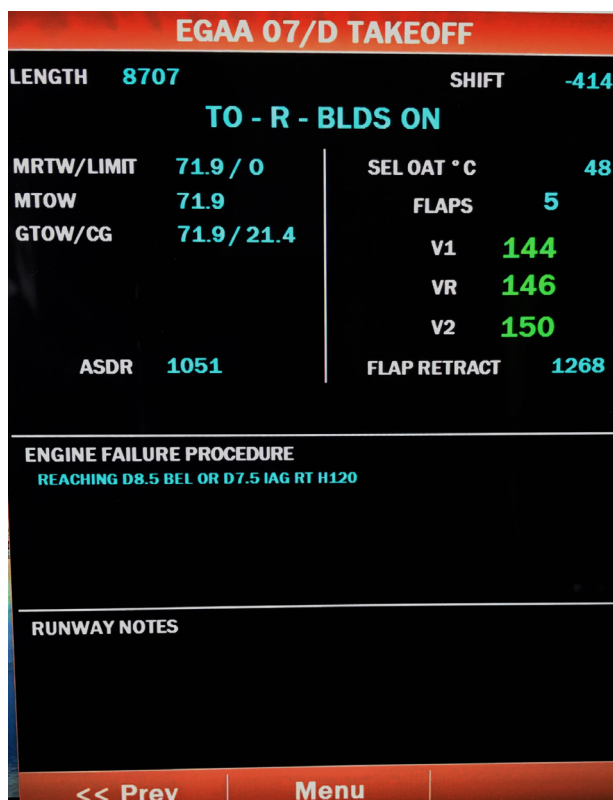 EGAA 07/D TAKEOFF
LENGTH 8707 SHIFT -414
TO - R - BLDS ON
MRTW/LIMIT 71.9 / 0
MTOW 71.9
GTOW/CG 71.9 / 21.4
ASDR 1051
SEL OAT °C 48
FLAPS 5
V1 144
VR 146
V2 150
FLAP RETRACT 1268
ENGINE FAILURE PROCEDURE
REACHING D8.5 BEL OR D7.5 IAG RT H120
RUNWAY NOTES
<< Prev Menu